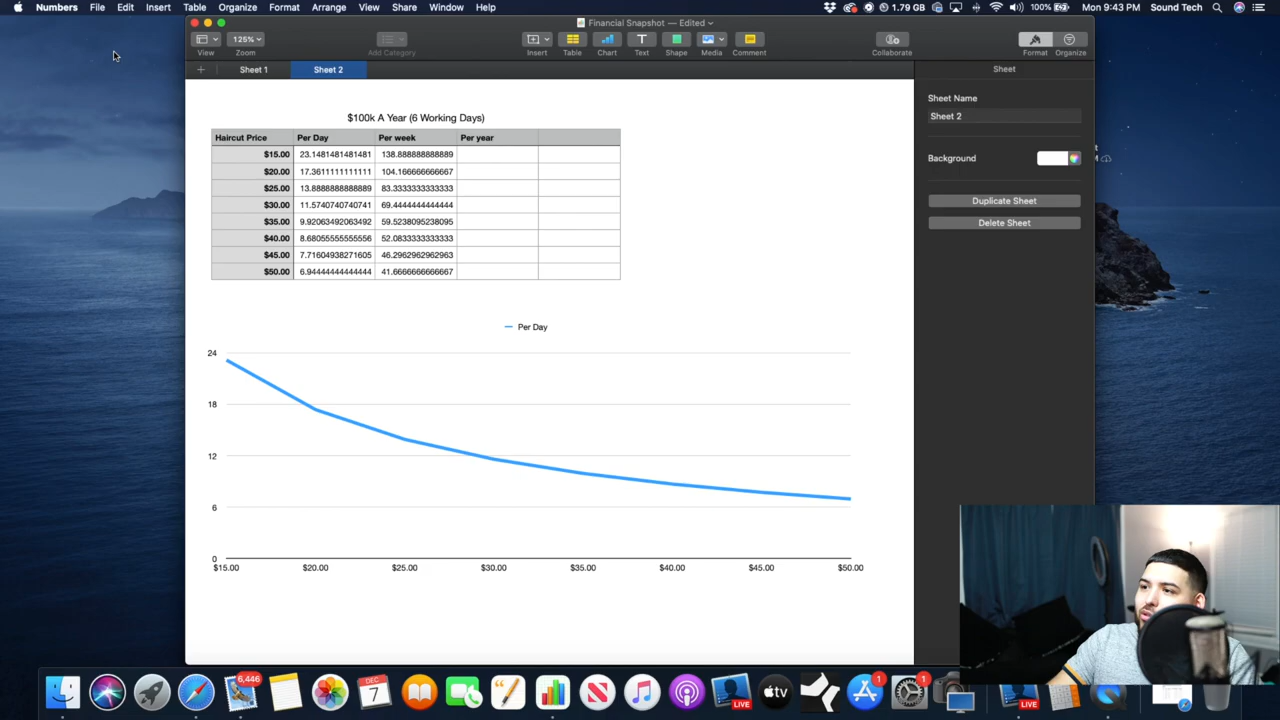 Numbers File Edit Insert Table Organize Format Arrange View Share Window Help
1.79 GB 100% Mon 9:43 PM Sound Tech
Financial Snapshot — Edited
125%
View Zoom Add Category Insert Table Chart Text Shape Media Comment Collaborate Format Organize
Sheet 1 Sheet 2
Sheet
Sheet Name
Sheet 2
Background
Duplicate Sheet
Delete Sheet
$100k A Year (6 Working Days)
Haircut Price Per Day Per week Per year
$15.00 23.1481481481481 138.888888888889
$20.00 17.3611111111111 104.166666666667
$25.00 13.8888888888889 83.3333333333333
$30.00 11.5740740740741 69.4444444444444
$35.00 9.92063492063492 59.5238095238095
$40.00 8.68055555555556 52.0833333333333
$45.00 7.71604938271605 46.2962962962963
$50.00 6.94444444444444 41.6666666666667
Per Day
24
18
12
6
0
$15.00 $20.00 $25.00 $30.00 $35.00 $40.00 $45.00 $50.00
6,446
DEC
7
LIVE
tv
1
1
LIVE